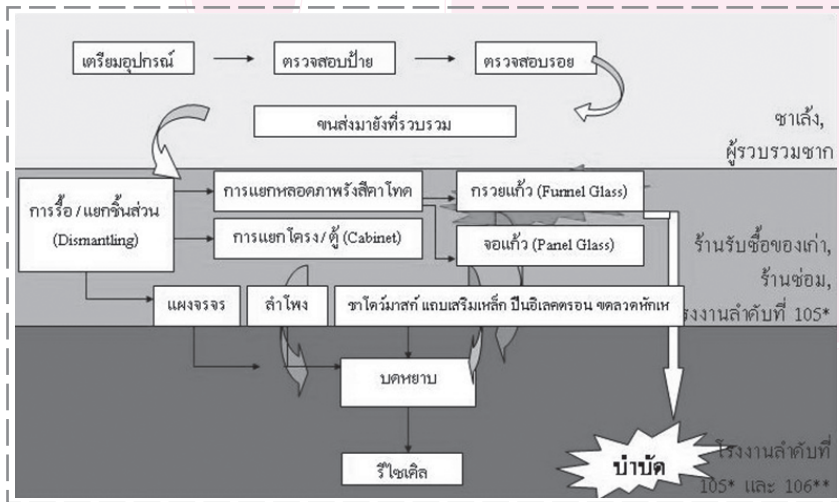 เตรียมอุปกรณ์
ตรวจสอบป้าย
ตรวจสอบรอย
ขนส่งมายังที่รวบรวม
ซาเล้ง,
ผู้รวบรวมซาก
การรื้อ / แยกชิ้นส่วน
(Dismantling)
การแยกหลอดภาพรังสีคาโทด
กรวยแก้ว (Funnel Glass)
การแยกโครง / ตู้ (Cabinet)
จอแก้ว (Panel Glass)
ร้านรับซื้อของเก่า,
ร้านซ่อม,
โรงงานลำดับที่ 105*
แผงวจร
ลำโพง
ชาโดว์มาสก์ แถบเสริมเหล็ก ปืนอิเลคตรอน ขดลวดหักเห
บดหยาบ
รีไซเคิล
บำบัด
โรงงานลำดับที่
105* และ 106**